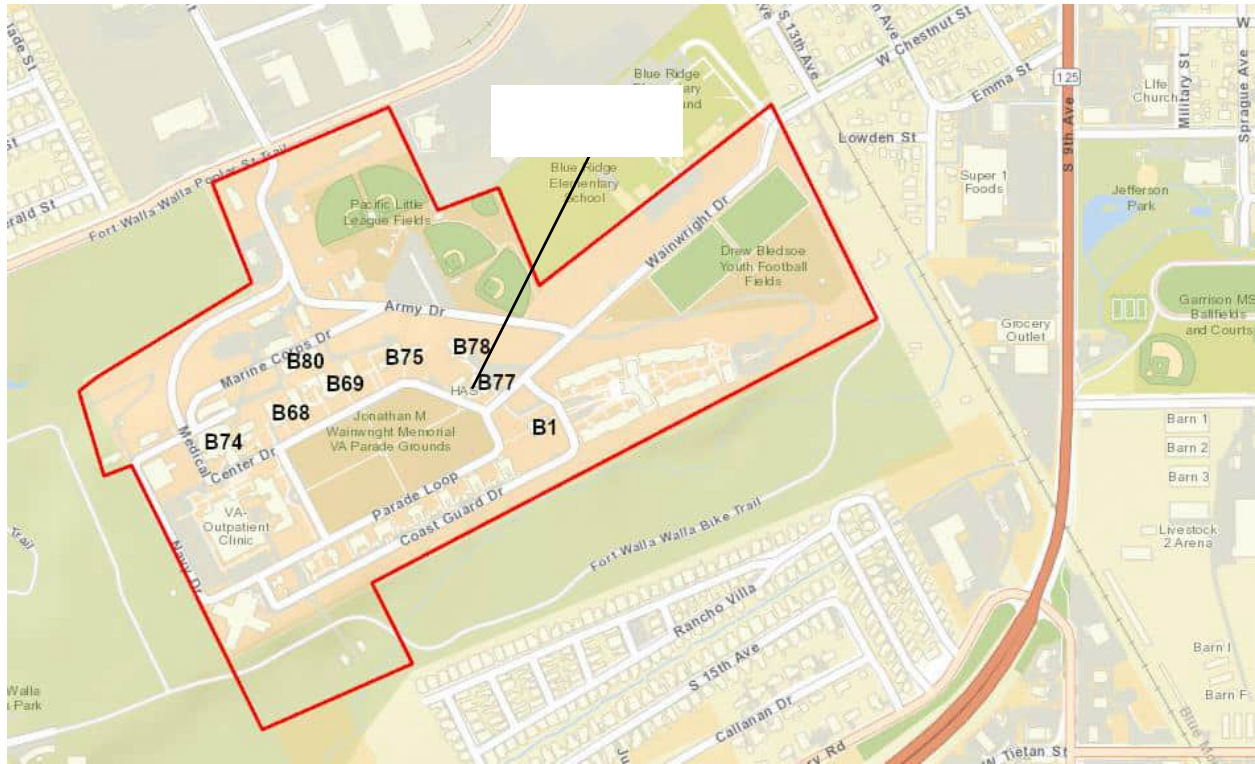 S 13th Ave
W Chestnut St
Emma St
Lowden St
125
S 9th Ave
Life
Church
Military St
Sprague Ave
W
Blue Ridge
Super 1
Foods
Jefferson
Park
Fort Walla Walla Poplar St Trail
Pacific Little
League Fields
Blue Ridge
Elementary
School
Wainwright Dr
Drew Bledsoe
Youth Football
Fields
Garrison MS
Ballfields
and Courts
Grocery
Outlet
Army Dr
Marine Corps Dr
B80
B75
B78
B69
B77
B68
B1
B74
Jonathan M
Wainwright Memorial
VA Parade Grounds
Medical
Center Dr
Parade Loop
Coast Guard Dr
VA-
Outpatient
Clinic
Navy Dr
Trail
Fort Walla Walla Bike Trail
Barn 1
Barn 2
Barn 3
Livestock
2 Arena
Rancho Villa
S 15th Ave
Callanan Dr
Barn I
Barn F
Walla
Park
W Tietan St